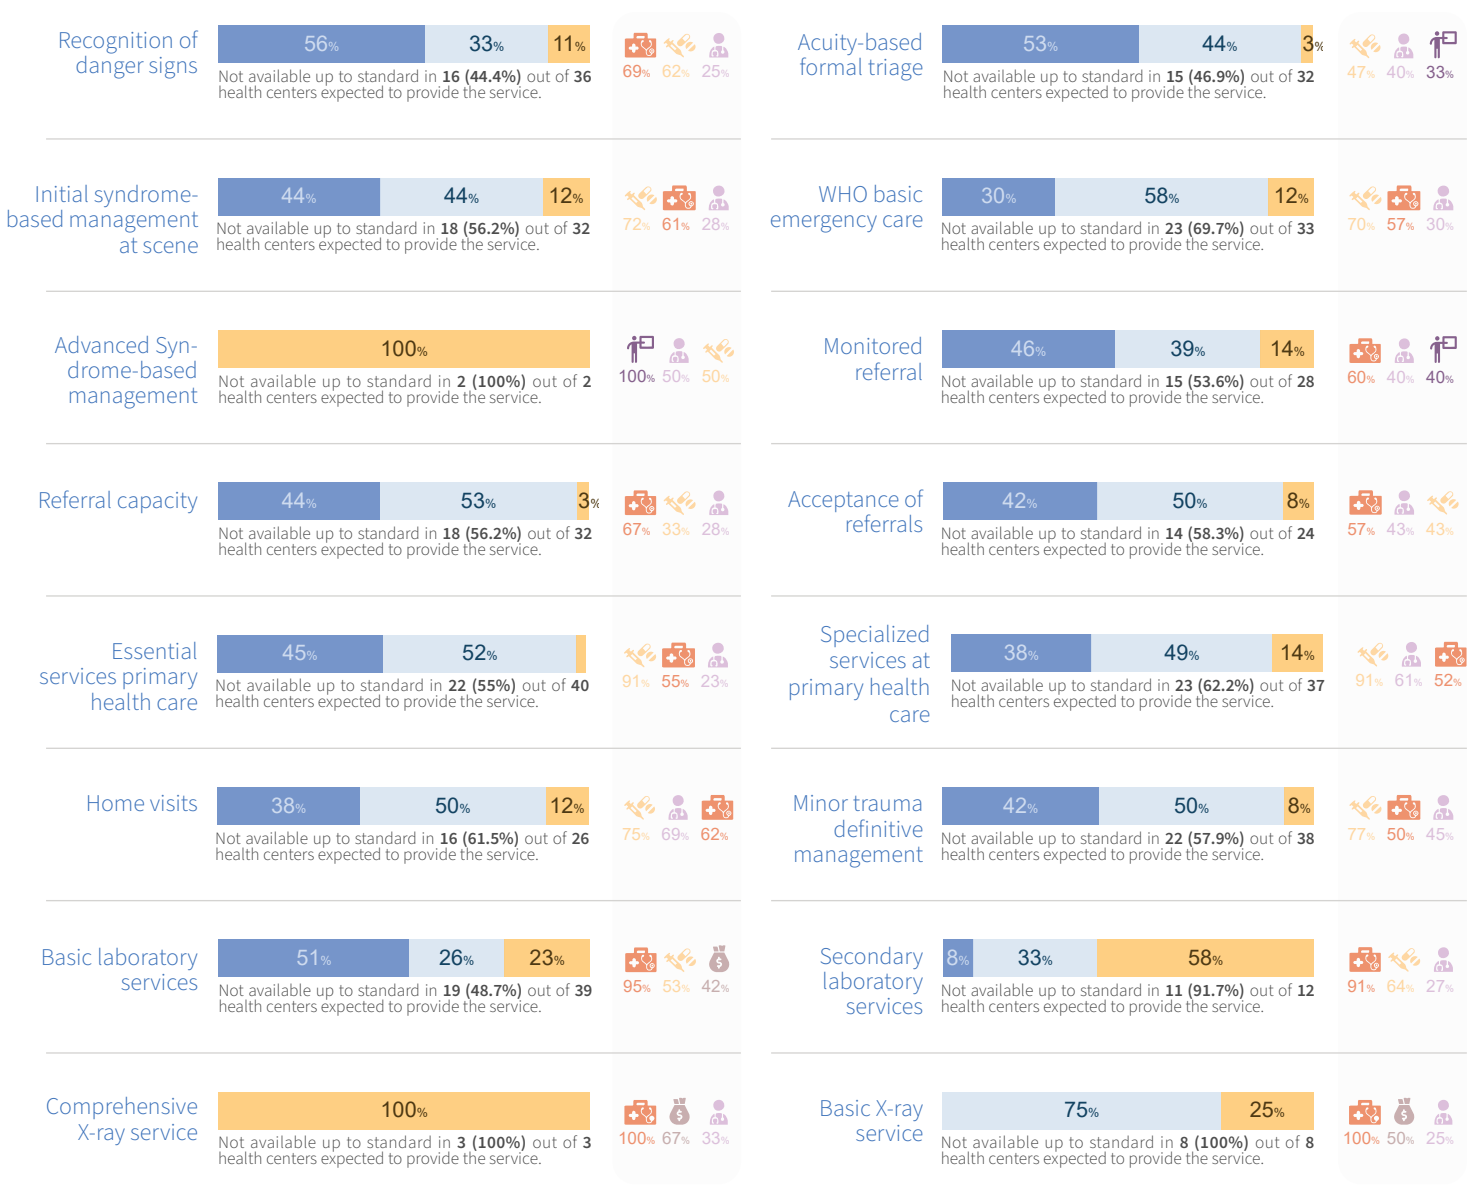 Recognition of
danger signs
56%
33%
11%
Not available up to standard in 16 (44.4%) out of 36
health centers expected to provide the service.
69% 62% 25%
Acuity-based
formal triage
53%
44%
3%
Not available up to standard in 15 (46.9%) out of 32
health centers expected to provide the service.
47% 40% 33%
Initial syndrome-
based management
at scene
44%
44%
12%
Not available up to standard in 18 (56.2%) out of 32
health centers expected to provide the service.
72% 61% 28%
WHO basic
emergency care
30%
58%
12%
Not available up to standard in 23 (69.7%) out of 33
health centers expected to provide the service.
70% 57% 30%
Advanced Syn-
drome-based
management
100%
Not available up to standard in 2 (100%) out of 2
health centers expected to provide the service.
100% 50% 50%
Monitored
referral
46%
39%
14%
Not available up to standard in 15 (53.6%) out of 28
health centers expected to provide the service.
60% 40% 40%
Referral capacity
44%
53%
3%
Not available up to standard in 18 (56.2%) out of 32
health centers expected to provide the service.
67% 33% 28%
Acceptance of
referrals
42%
50%
8%
Not available up to standard in 14 (58.3%) out of 24
health centers expected to provide the service.
57% 43% 43%
Essential
services primary
health care
45%
52%
Not available up to standard in 22 (55%) out of 40
health centers expected to provide the service.
91% 55% 23%
Specialized
services at
primary health
care
38%
49%
14%
Not available up to standard in 23 (62.2%) out of 37
health centers expected to provide the service.
91% 61% 52%
Home visits
38%
50%
12%
Not available up to standard in 16 (61.5%) out of 26
health centers expected to provide the service.
75% 69% 62%
Minor trauma
definitive
management
42%
50%
8%
Not available up to standard in 22 (57.9%) out of 38
health centers expected to provide the service.
77% 50% 45%
Basic laboratory
services
51%
26%
23%
Not available up to standard in 19 (48.7%) out of 39
health centers expected to provide the service.
95% 53% 42%
Secondary
laboratory
services
8%
33%
58%
Not available up to standard in 11 (91.7%) out of 12
health centers expected to provide the service.
91% 64% 27%
Comprehensive
X-ray service
100%
Not available up to standard in 3 (100%) out of 3
health centers expected to provide the service.
100% 67% 33%
Basic X-ray
service
75%
25%
Not available up to standard in 8 (100%) out of 8
health centers expected to provide the service.
100% 50% 25%